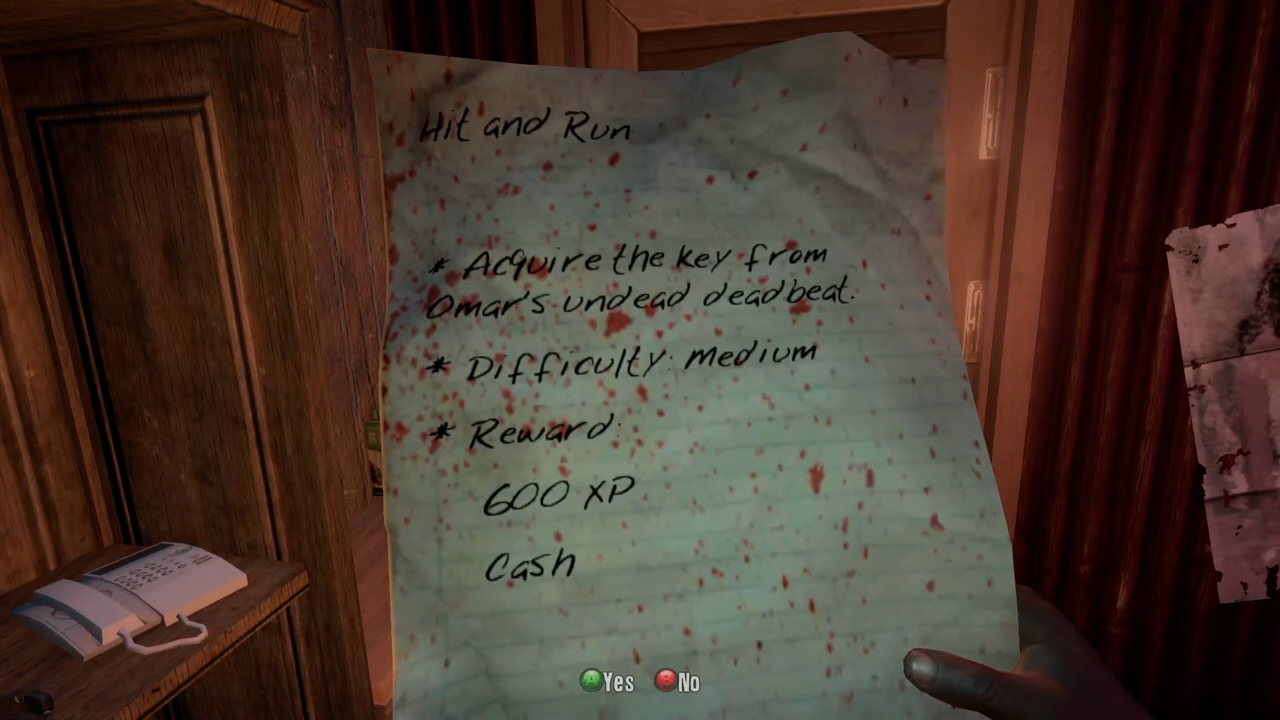 Hit and Run
* Acquire the key from
Omar's undead deadbeat.
* Difficulty: medium
* Reward:
600 XP
Cash
A Yes B No